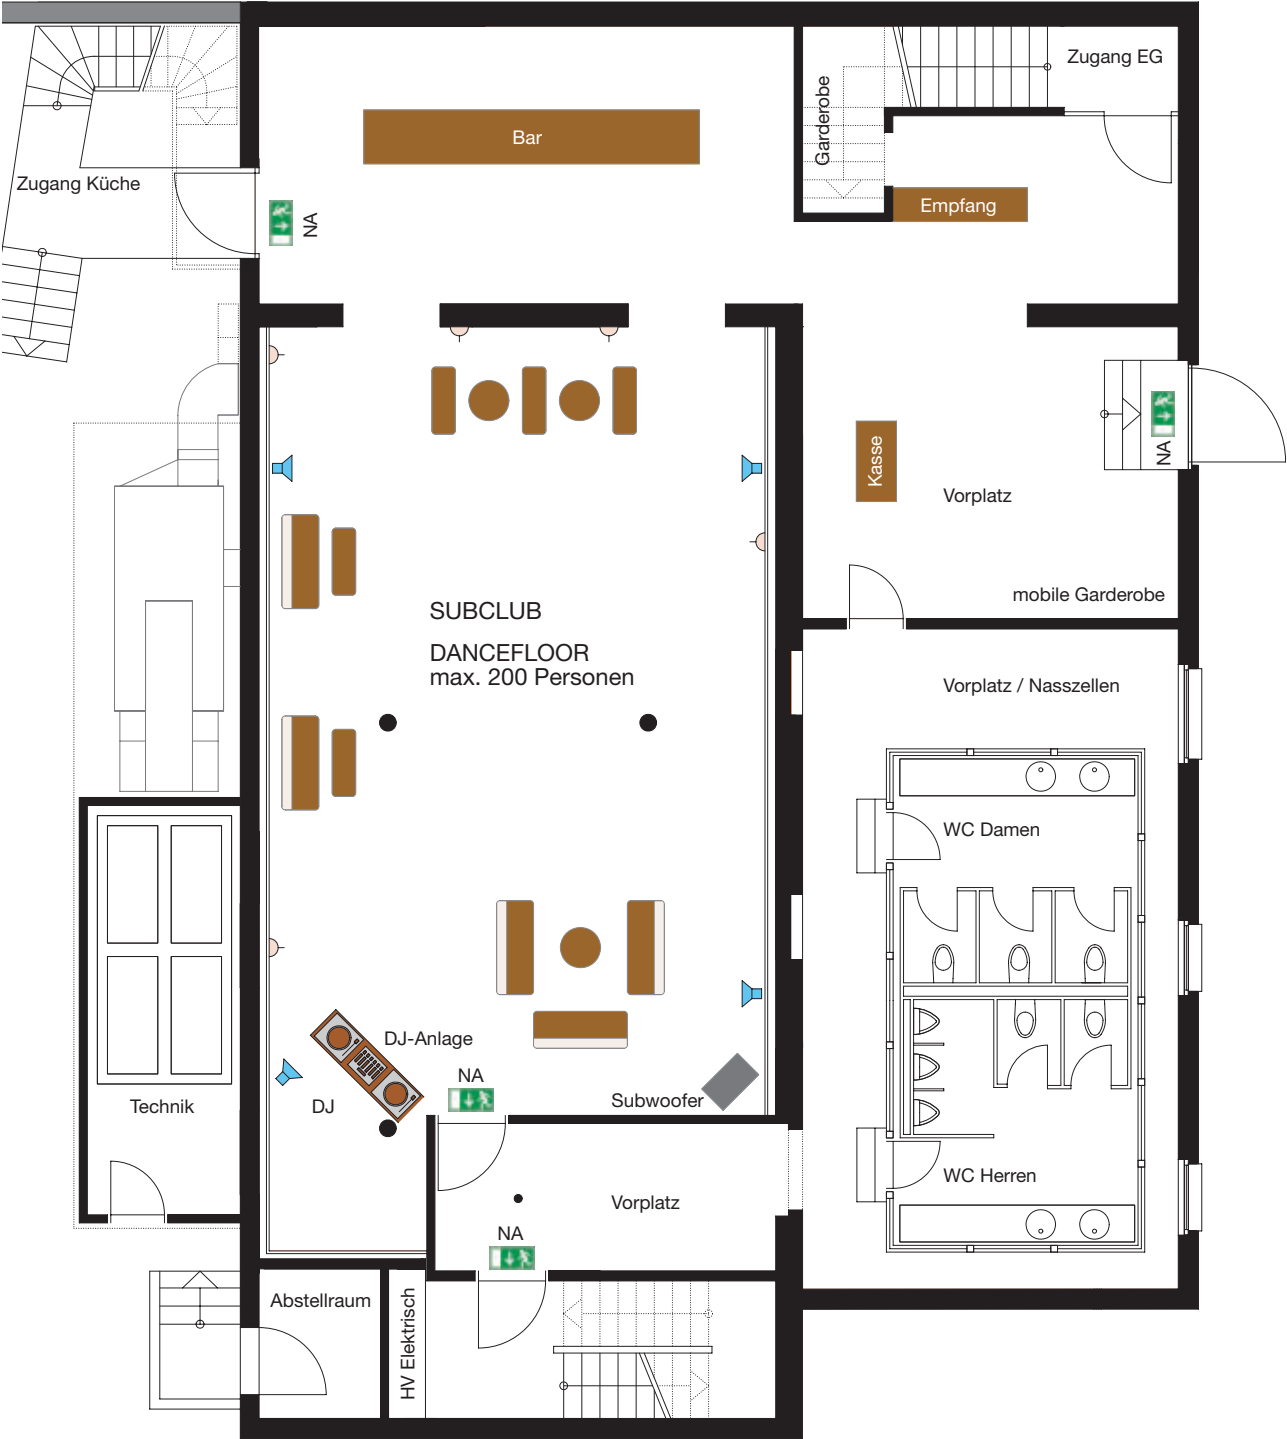 Zugang EG
Garderobe
Bar
Zugang Küche
NA
Empfang
Kasse
NA
Vorplatz
mobile Garderobe
SUBCLUB
DANCEFLOOR
max. 200 Personen
Vorplatz / Nasszellen
WC Damen
DJ-Anlage
NA
Subwoofer
DJ
Technik
WC Herren
Vorplatz
NA
Abstellraum
HV Elektrisch